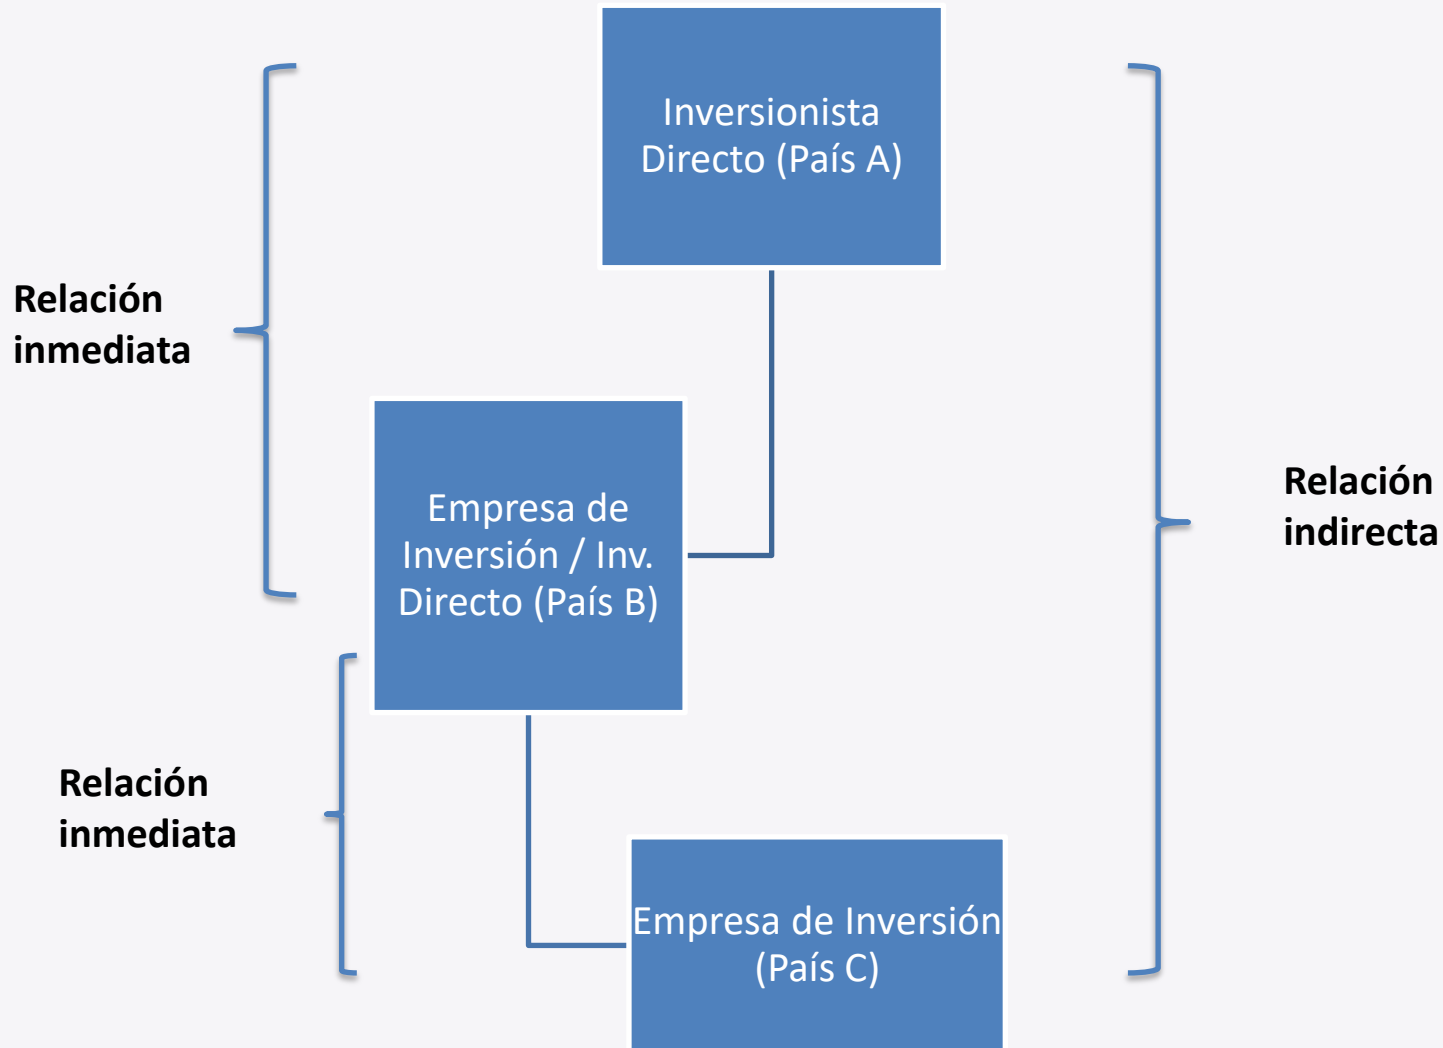 Inversionista
Directo (País A)
Relación
inmediata
Empresa de
Inversión / Inv.
Directo (País B)
Relación
indirecta
Relación
inmediata
Empresa de Inversión
(País C)